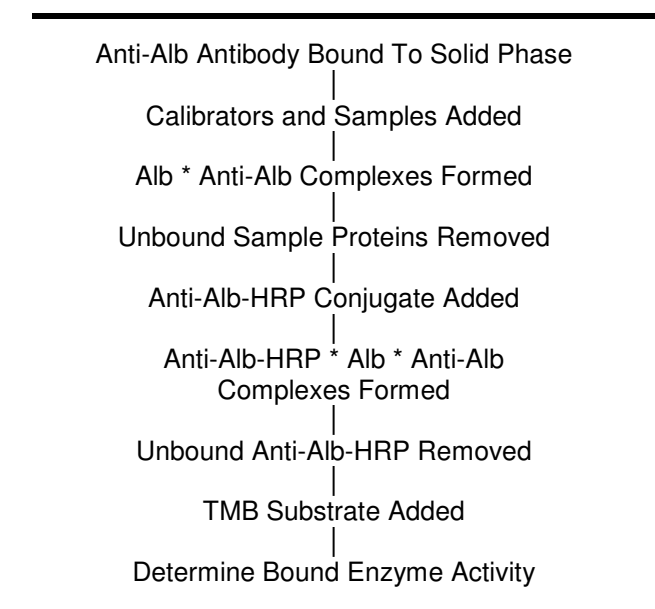 Anti-Alb Antibody Bound To Solid Phase
Calibrators and Samples Added
Alb * Anti-Alb Complexes Formed
Unbound Sample Proteins Removed
Anti-Alb-HRP Conjugate Added
Anti-Alb-HRP * Alb * Anti-Alb
Complexes Formed
Unbound Anti-Alb-HRP Removed
TMB Substrate Added
Determine Bound Enzyme Activity